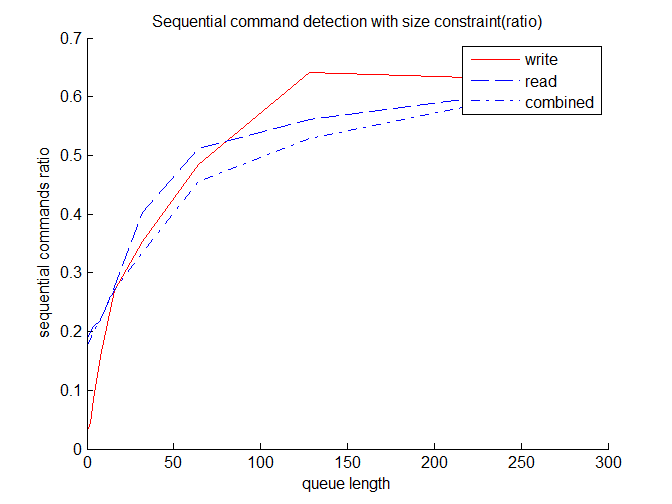 Sequential command detection with size constraint(ratio)
0.7
0.6
0.5
0.4
0.3
0.2
0.1
0
sequential commands ratio
write
read
combined
0 50 100 150 200 250 300
queue length